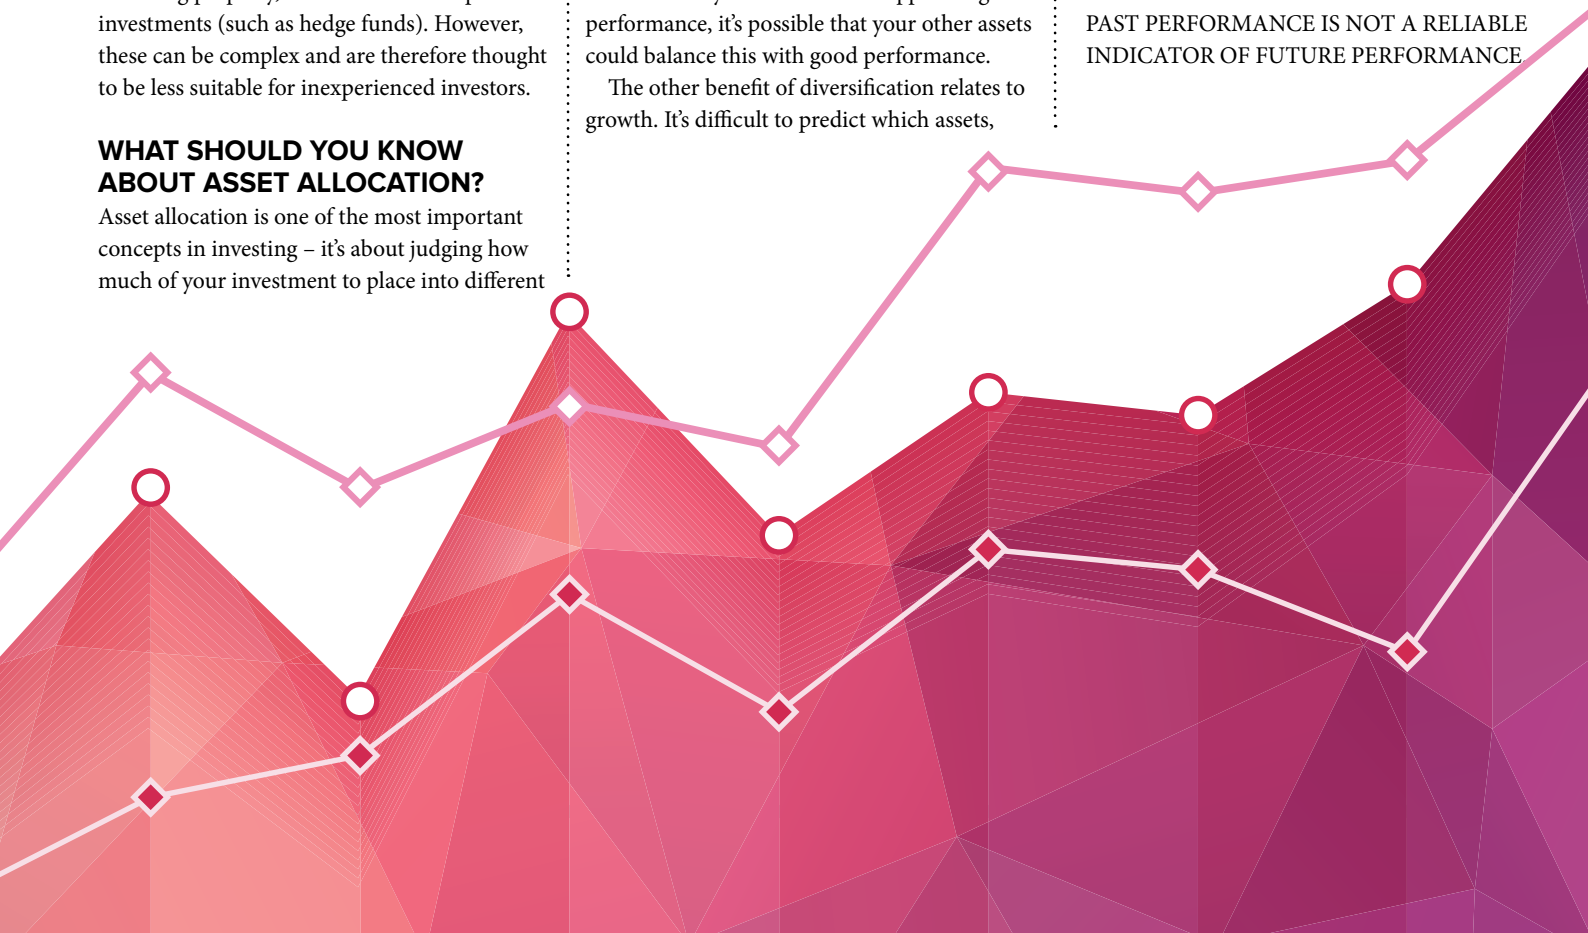 investments (such as hedge funds). However,
these can be complex and are therefore thought
to be less suitable for inexperienced investors.
WHAT SHOULD YOU KNOW
ABOUT ASSET ALLOCATION?
Asset allocation is one of the most important
concepts in investing – it’s about judging how
much of your investment to place into different
performance, it’s possible that your other assets
could balance this with good performance.
The other benefit of diversification relates to
growth. It’s difficult to predict which assets,
PAST PERFORMANCE IS NOT A RELIABLE
INDICATOR OF FUTURE PERFORMANCE.